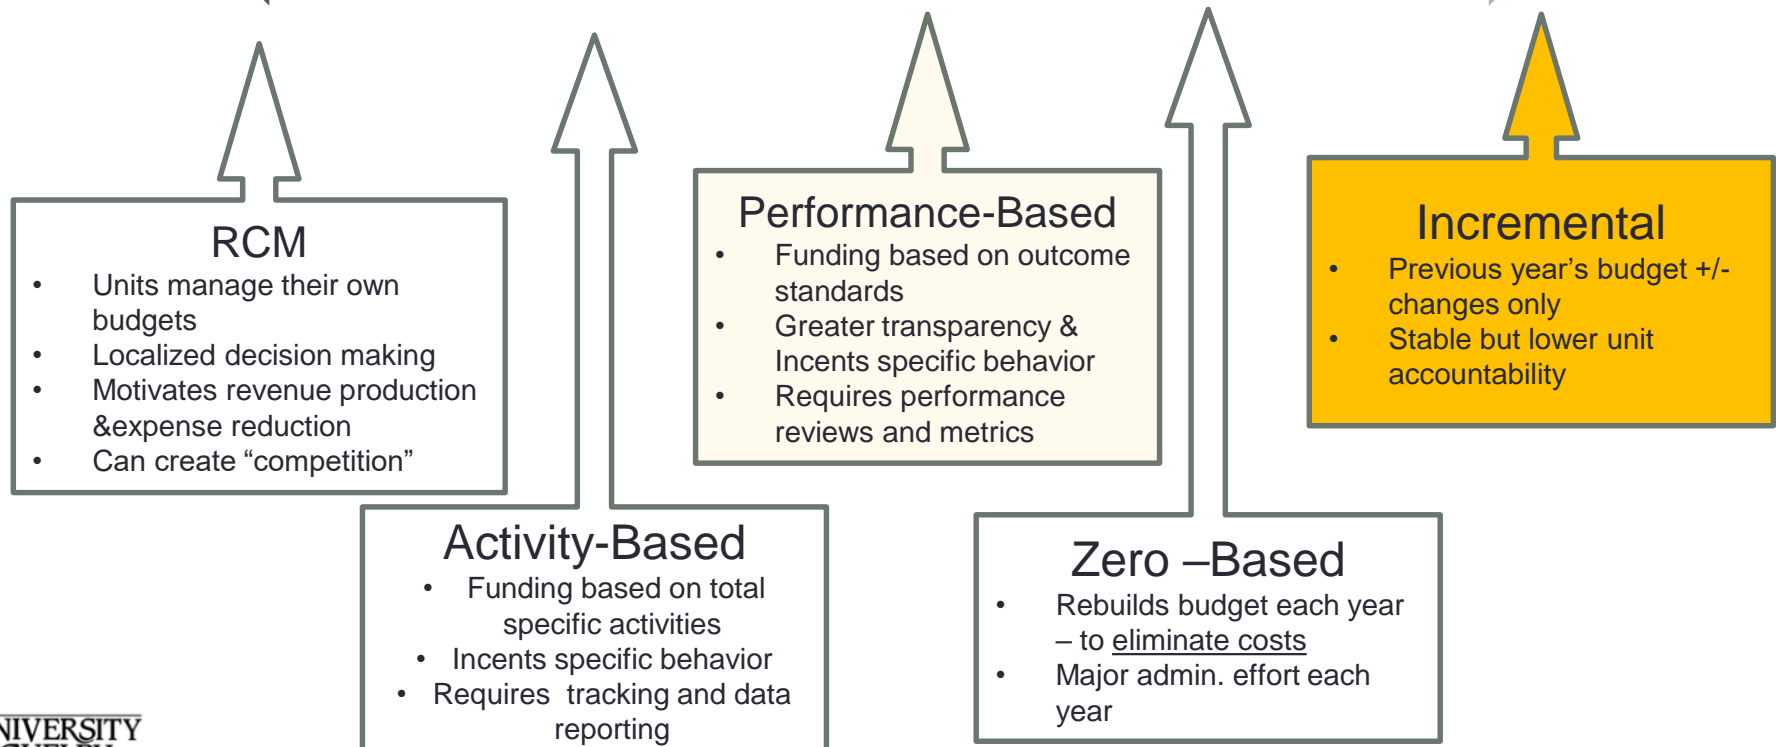 RCM
• Units manage their own
budgets
• Localized decision making
• Motivates revenue production
&expense reduction
• Can create “competition”
Activity-Based
• Funding based on total
specific activities
• Incents specific behavior
• Requires tracking and data
reporting
Performance-Based
• Funding based on outcome
standards
• Greater transparency &
Incents specific behavior
• Requires performance
reviews and metrics
Zero –Based
• Rebuilds budget each year
– to eliminate costs
• Major admin. effort each
year
Incremental
• Previous year’s budget +/-
changes only
• Stable but lower unit
accountability